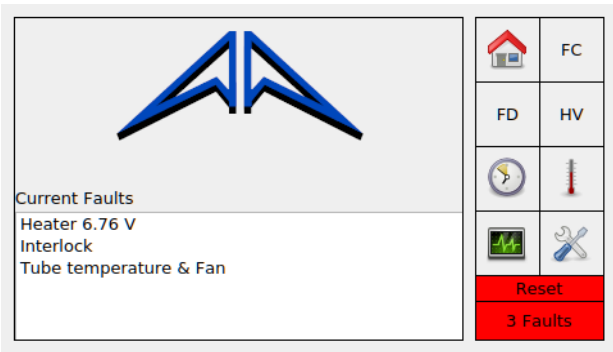 FC
FD
HV
Current Faults
Heater 6.76 V
Interlock
Tube temperature & Fan
Reset
3 Faults